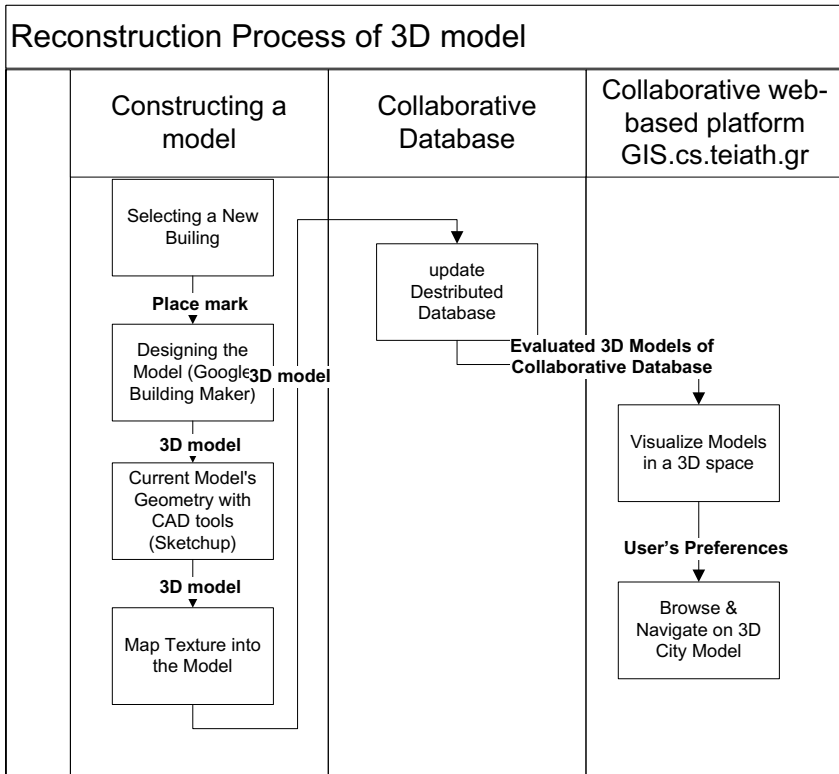 Reconstruction Process of 3D model
Constructing a
model
Collaborative
Database
Collaborative web-
based platform
GIS.cs.teiath.gr
Selecting a New
Builing
Place mark
Designing the
Model (Google
Building Maker)
3D model
3D model
Current Model's
Geometry with
CAD tools
(Sketchup)
3D model
Map Texture into
the Model
update
Destributed
Database
Evaluated 3D Models of
Collaborative Database
Visualize Models
in a 3D space
User’s Preferences
Browse &
Navigate on 3D
City Model